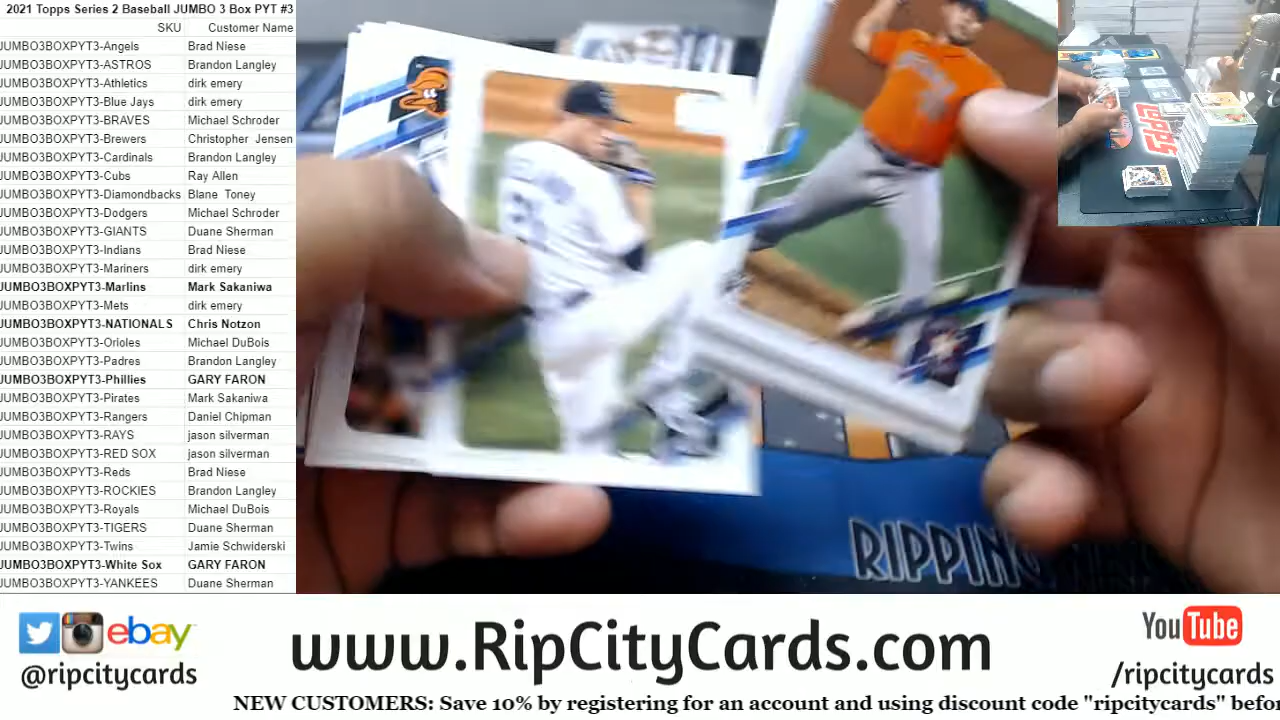 2021 Topps Series 2 Baseball JUMBO 3 Box PYT #3
SKU Customer Name
JUMBO3BOXPYT3-Angels Brad Niese
JUMBO3BOXPYT3-ASTROS Brandon Langley
JUMBO3BOXPYT3-Athletics dirk emery
JUMBO3BOXPYT3-Blue Jays dirk emery
JUMBO3BOXPYT3-BRAVES Michael Schroder
JUMBO3BOXPYT3-Brewers Christopher Jensen
JUMBO3BOXPYT3-Cardinals Brandon Langley
JUMBO3BOXPYT3-Cubs Ray Allen
JUMBO3BOXPYT3-Diamondbacks Blane Toney
JUMBO3BOXPYT3-Dodgers Michael Schroder
JUMBO3BOXPYT3-GIANTS Duane Sherman
JUMBO3BOXPYT3-Indians Brad Niese
JUMBO3BOXPYT3-Mariners dirk emery
JUMBO3BOXPYT3-Marlins Mark Sakaniwa
JUMBO3BOXPYT3-Mets dirk emery
JUMBO3BOXPYT3-NATIONALS Chris Notzon
JUMBO3BOXPYT3-Orioles Michael DuBois
JUMBO3BOXPYT3-Padres Brandon Langley
JUMBO3BOXPYT3-Phillies GARY FARON
JUMBO3BOXPYT3-Pirates Mark Sakaniwa
JUMBO3BOXPYT3-Rangers Daniel Chipman
JUMBO3BOXPYT3-RAYS jason silverman
JUMBO3BOXPYT3-RED SOX jason silverman
JUMBO3BOXPYT3-Reds Brad Niese
JUMBO3BOXPYT3-ROCKIES Brandon Langley
JUMBO3BOXPYT3-Royals Michael DuBois
JUMBO3BOXPYT3-TIGERS Duane Sherman
JUMBO3BOXPYT3-Twins Jamie Schwiderski
JUMBO3BOXPYT3-White Sox GARY FARON
JUMBO3BOXPYT3-YANKEES Duane Sherman
Topps
RIPPIN
ebay
@ripcitycards
www.RipCityCards.com
YouTube
/ripcitycards
NEW CUSTOMERS: Save 10% by registering for an account and using discount code "ripcitycards" befor